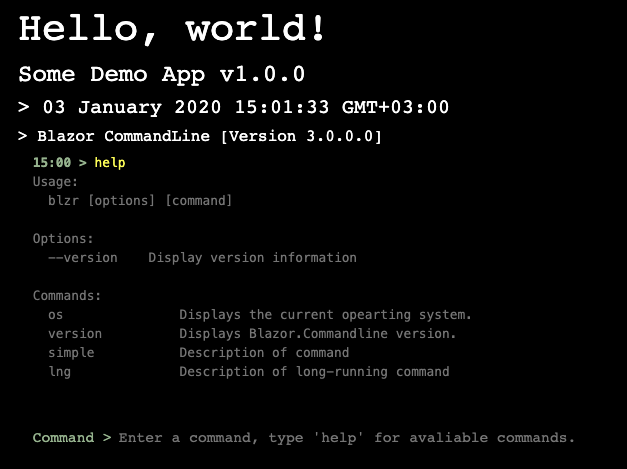 Hello, world!
Some Demo App v1.0.0
> 03 January 2020 15:01:33 GMT+03:00
> Blazor CommandLine [Version 3.0.0.0]
15:00 > help
Usage:
blzr [options] [command]
Options:
--version Display version information
Commands:
os Displays the current opearting system.
version Displays Blazor.Commandline version.
simple Description of command
lng Description of long-running command
Command > Enter a command, type 'help' for avaliable commands.